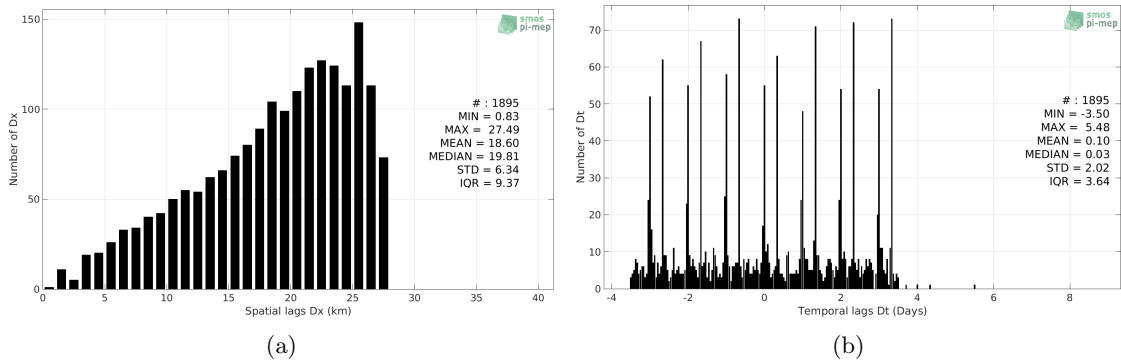 smos
pi-mep
150
100
50
0
Number of Dx
# : 1895
MIN = 0.83
MAX = 27.49
MEAN = 18.60
MEDIAN = 19.81
STD = 6.34
IQR = 9.37
0 5 10 15 20 25 30 35 40
Spatial lags Dx (km)
(a)
smos
pi-mep
70
60
50
40
30
20
10
0
Number of Dt
# : 1895
MIN = -3.50
MAX = 5.48
MEAN = 0.10
MEDIAN = 0.03
STD = 2.02
IQR = 3.64
-4 -2 0 2 4 6 8
Temporal lags Dt (Days)
(b)